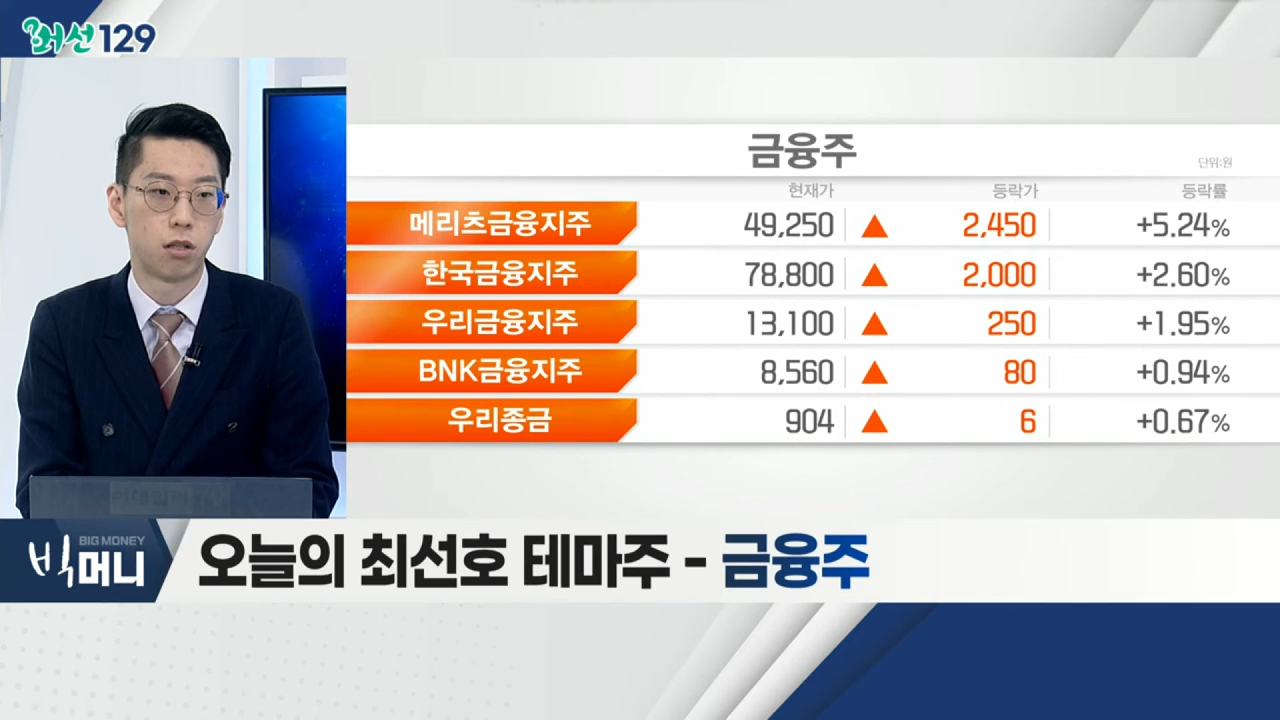 최선129
금융주
단위:원
현재가 등락가 등락률
메리츠금융지주 49,250 ▲ 2,450 +5.24%
한국금융지주 78,800 ▲ 2,000 +2.60%
우리금융지주 13,100 ▲ 250 +1.95%
BNK금융지주 8,560 ▲ 80 +0.94%
우리종금 904 ▲ 6 +0.67%
BIG MONEY
빅머니
오늘의 최선호 테마주 - 금융주